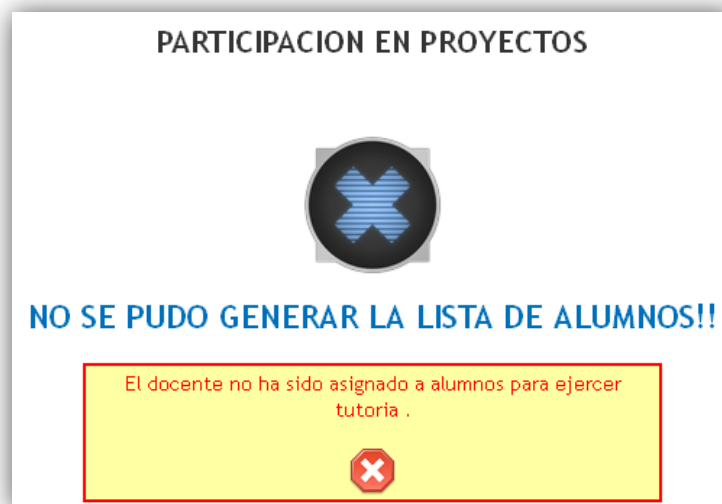 PARTICIPACION EN PROYECTOS
NO SE PUDO GENERAR LA LISTA DE ALUMNOS!!
El docente no ha sido asignado a alumnos para ejercer
tutoria .